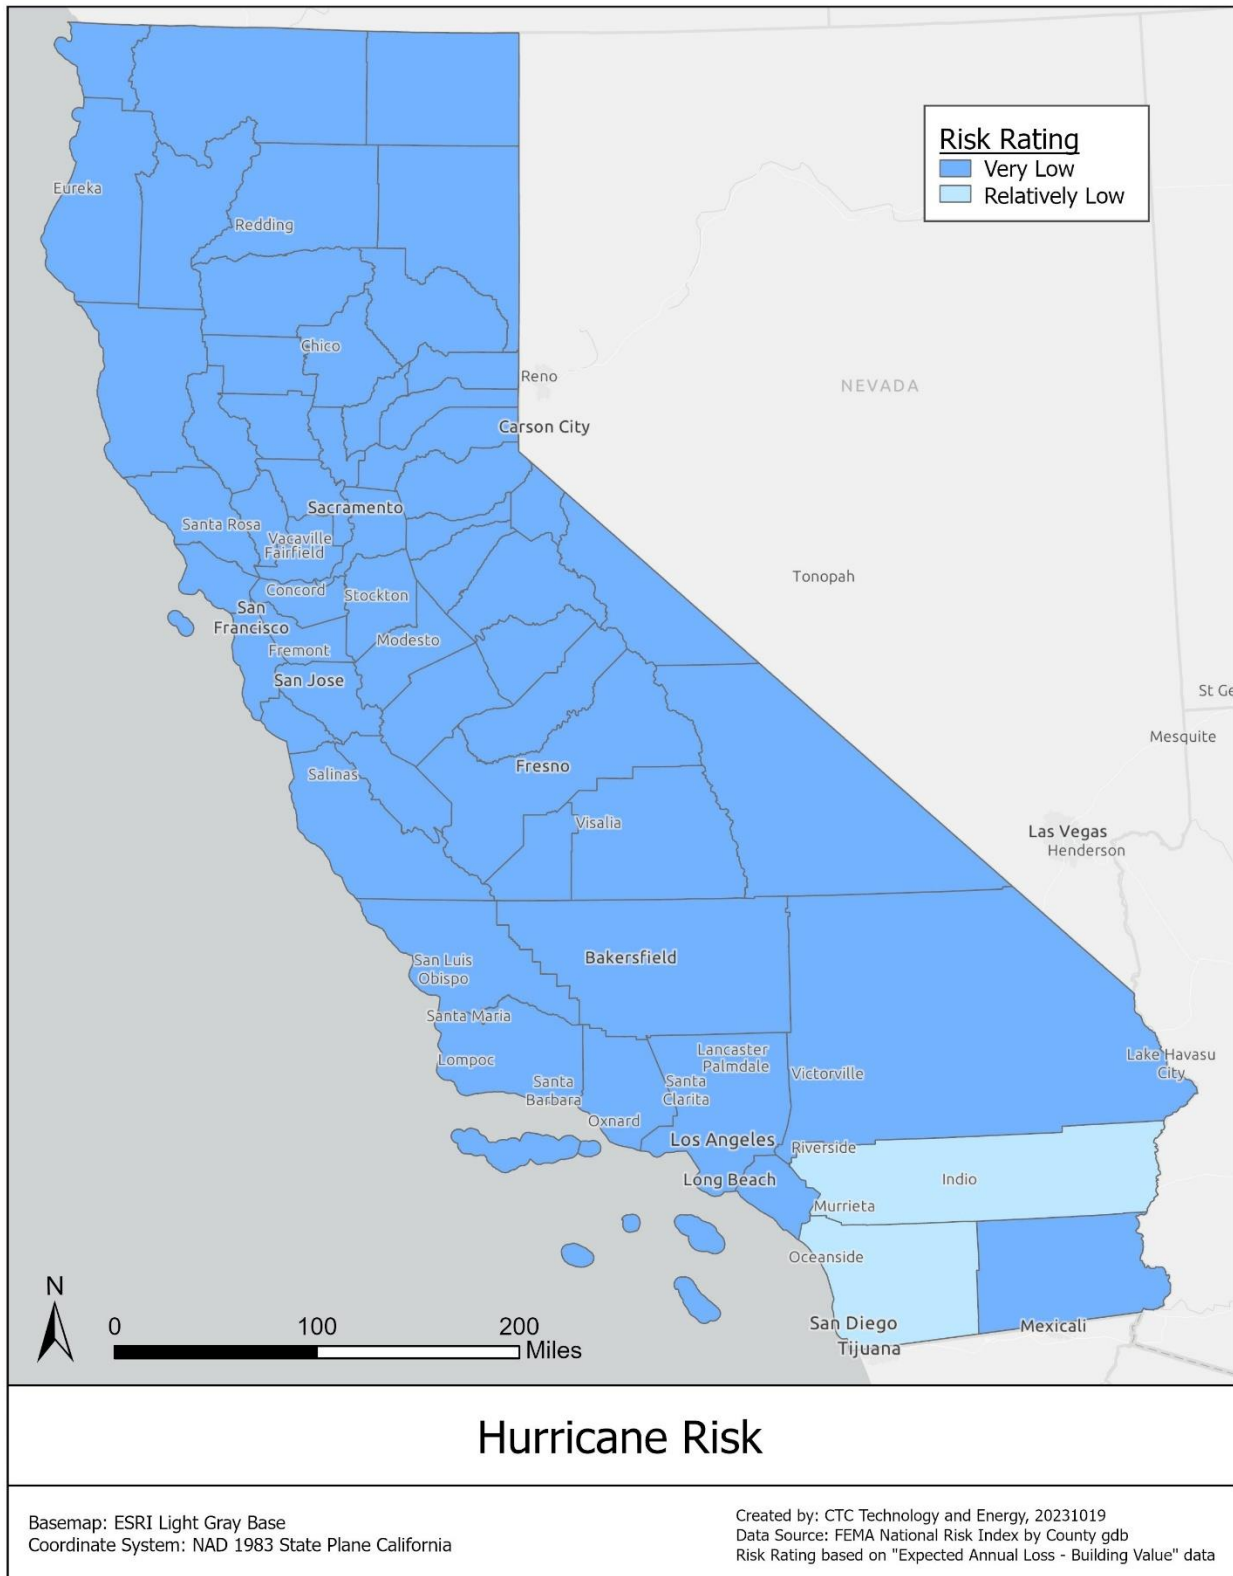 Risk Rating
Very Low
Relatively Low
Eureka
Redding
Chico
Reno
NEVADA
Carson City
Sacramento
Santa Rosa
Vacaville
Fairfield
Tonopah
Concord
Stockton
San
Francisco
Modesto
Fremont
San Jose
St Ge
Mesquite
Fresno
Salinas
Visalia
Las Vegas
Henderson
Bakersfield
San Luis
Obispo
Santa Maria
Lompoc
Lancaster
Palmdale
Victorville
Lake Havasu
City
Santa
Barbara
Santa
Clarita
Oxnard
Los Angeles
Riverside
Long Beach
Indio
Murrieta
Oceanside
San Diego
Tijuana
Mexicali
N
0 100 200
Miles
Hurricane Risk
Basemap: ESRI Light Gray Base
Coordinate System: NAD 1983 State Plane California
Created by: CTC Technology and Energy, 20231019
Data Source: FEMA National Risk Index by County gdb
Risk Rating based on "Expected Annual Loss - Building Value" data